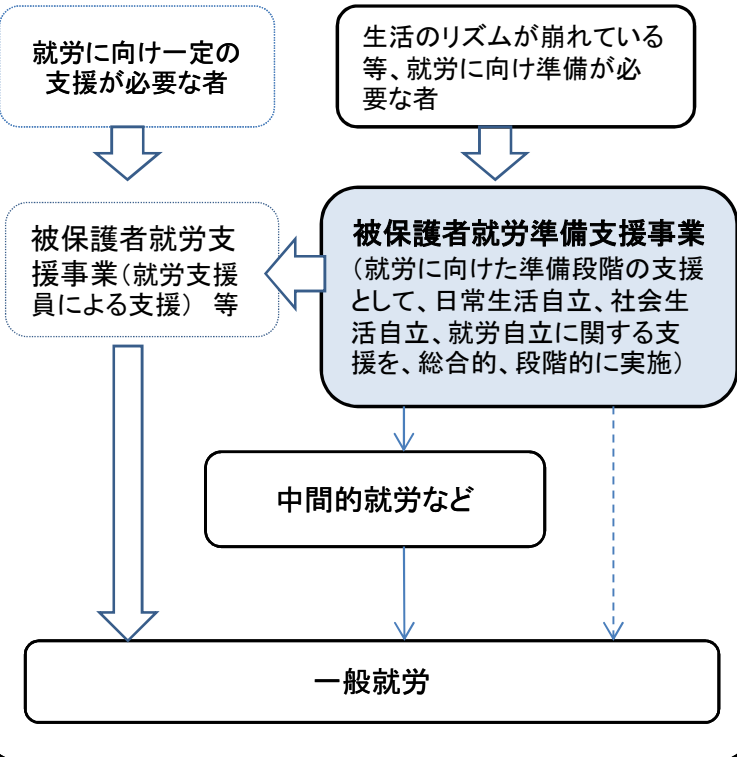 就労に向け一定の
支援が必要な者
生活のリズムが崩れている
等、就労に向け準備が必
要な者
被保護者就労支
援事業(就労支援
員による支援) 等
被保護者就労準備支援事業
(就労に向けた準備段階の支援
として、日常生活自立、社会生
活自立、就労自立に関する支
援を、総合的、段階的に実施)
中間的就労など
一般就労